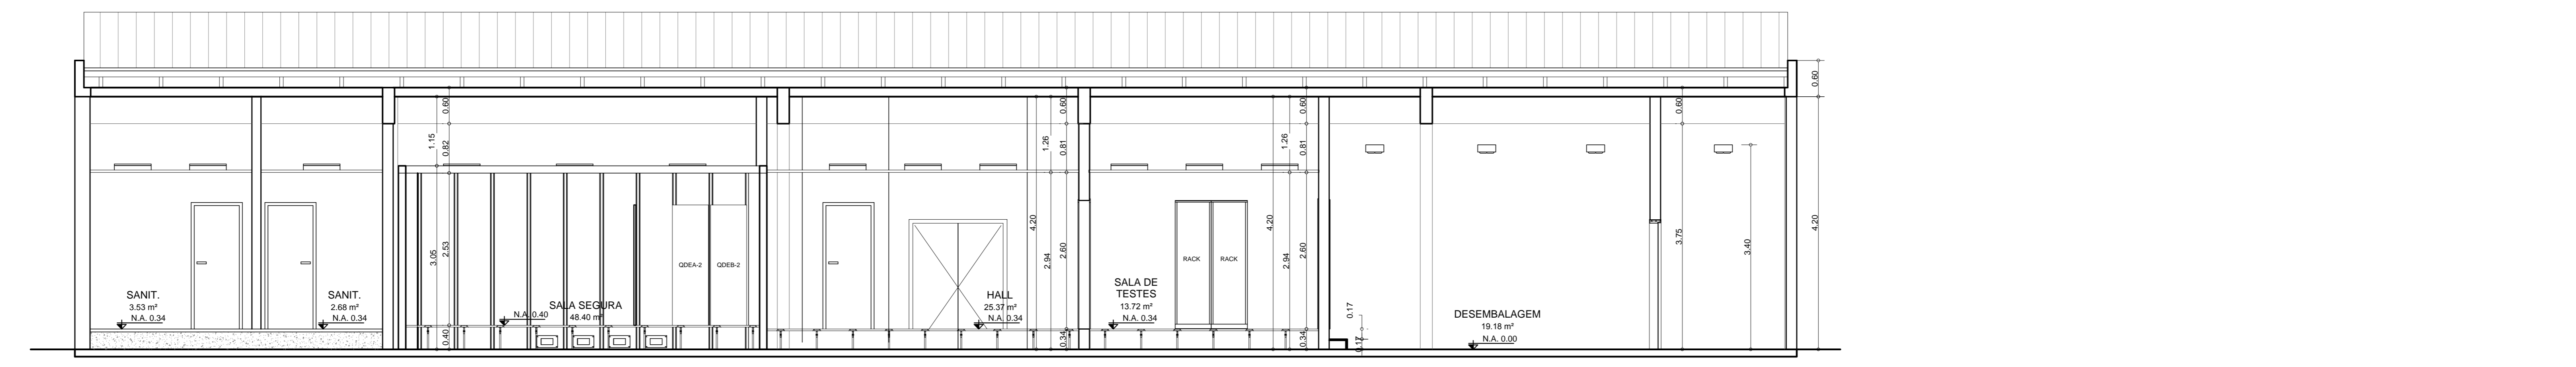 0.60
0.60
0.60
0.60
0.60
1.15
0.82
1.26
0.81
1.26
0.81
4.20
4.20
4.20
3.05
2.53
2.94
2.60
2.94
2.60
3.75
3.40
QDEA-2
QDEB-2
RACK
RACK
SANIT.
3.53 m²
N.A. 0.34
SANIT.
2.68 m²
N.A. 0.34
SALA SEGURA
48.40 m²
N.A. 0.40
HALL
25.37 m²
N.A. 0.34
SALA DE
TESTES
13.72 m²
N.A. 0.34
DESEMBALAGEM
19.18 m²
N.A. 0.00
0.40
0.34
0.34
0.17
0.17